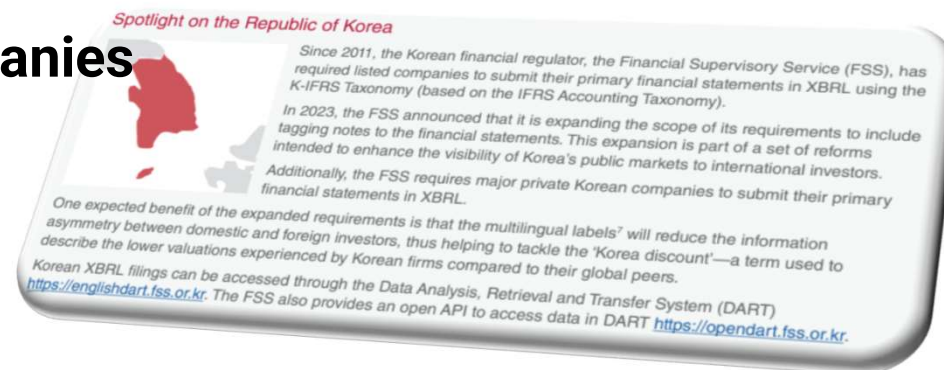 anies
Spotlight on the Republic of Korea
Since 2011, the Korean financial regulator, the Financial Supervisory Service (FSS), has
required listed companies to submit their primary financial statements in XBRL using the
K-IFRS Taxonomy (based on the IFRS Accounting Taxonomy).
In 2023, the FSS announced that it is expanding the scope of its requirements to include
tagging notes to the financial statements. This expansion is part of a set of reforms
intended to enhance the visibility of Korea's public markets to international investors.
Additionally, the FSS requires major private Korean companies to submit their primary
financial statements in XBRL.
One expected benefit of the expanded requirements is that the multilingual labels⁷ will reduce the information
asymmetry between domestic and foreign investors, thus helping to tackle the 'Korea discount'—a term used to
describe the lower valuations experienced by Korean firms compared to their global peers.
Korean XBRL filings can be accessed through the Data Analysis, Retrieval and Transfer System (DART)
https://englishdart.fss.or.kr. The FSS also provides an open API to access data in DART https://opendart.fss.or.kr.